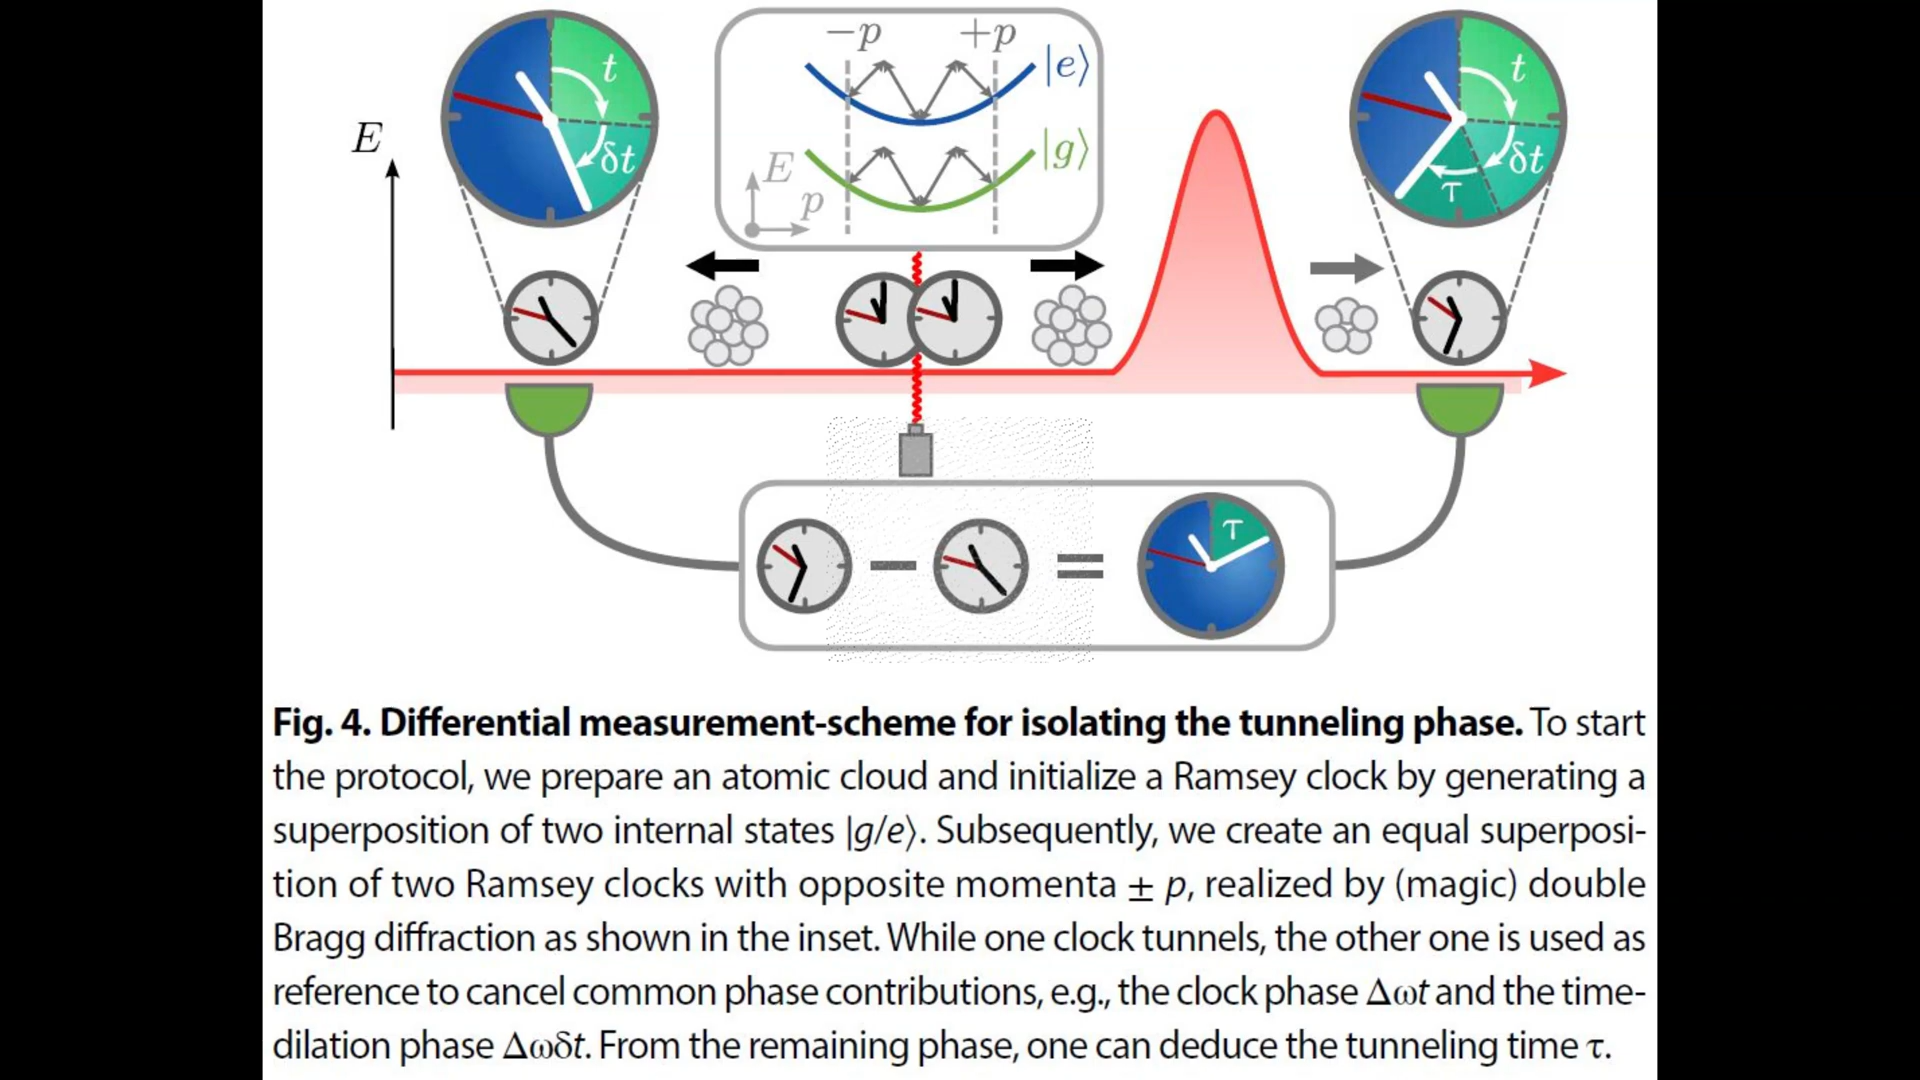 −p +p
|e⟩
t
t
E
|g⟩
δt
E
δt
τ
p
τ
Fig. 4. Differential measurement-scheme for isolating the tunneling phase. To start
the protocol, we prepare an atomic cloud and initialize a Ramsey clock by generating a
superposition of two internal states |g/e⟩. Subsequently, we create an equal superposi-
tion of two Ramsey clocks with opposite momenta ± p, realized by (magic) double
Bragg diffraction as shown in the inset. While one clock tunnels, the other one is used as
reference to cancel common phase contributions, e.g., the clock phase Δωt and the time-
dilation phase Δωδt. From the remaining phase, one can deduce the tunneling time τ.